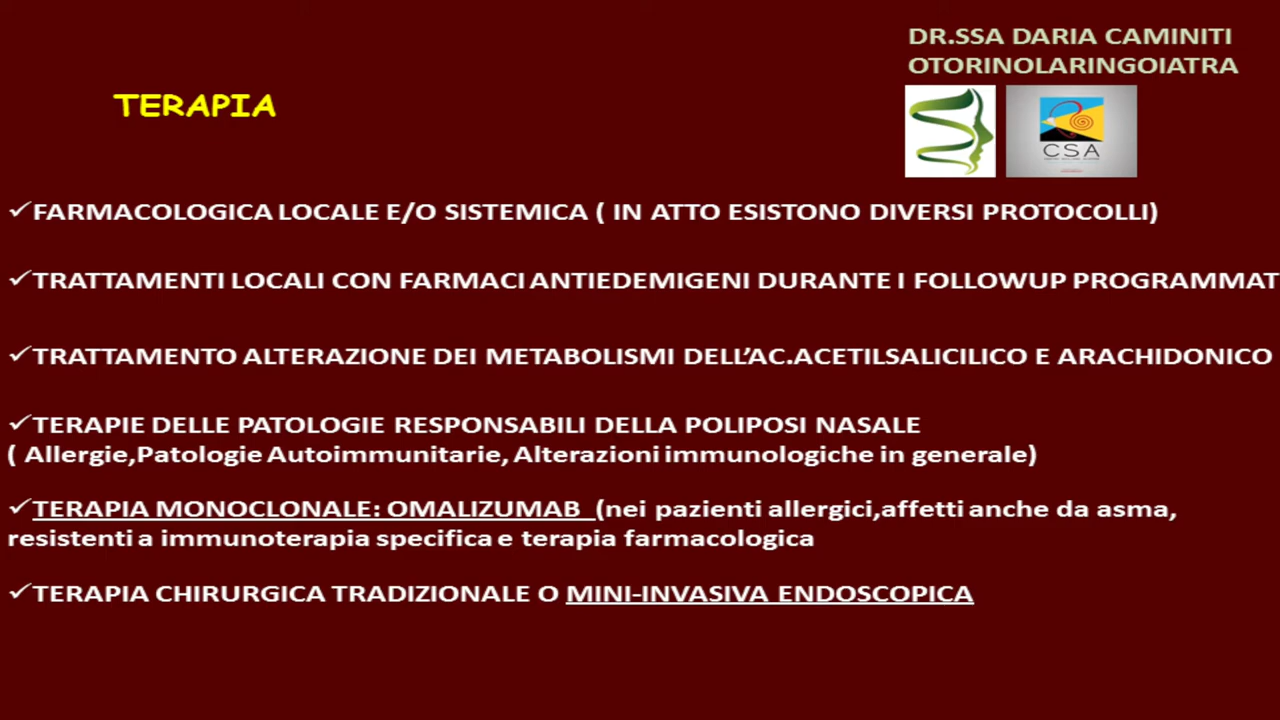 DR.SSA DARIA CAMINITI
OTORINOLARINGOIATRA
TERAPIA
CSA
✓FARMACOLOGICA LOCALE E/O SISTEMICA ( IN ATTO ESISTONO DIVERSI PROTOCOLLI)
✓TRATTAMENTI LOCALI CON FARMACI ANTIEDEMIGENI DURANTE I FOLLOWUP PROGRAMMAT
✓TRATTAMENTO ALTERAZIONE DEI METABOLISMI DELL’AC.ACETILSALICILICO E ARACHIDONICO
✓TERAPIE DELLE PATOLOGIE RESPONSABILI DELLA POLIPOSI NASALE
( Allergie,Patologie Autoimmunitarie, Alterazioni immunologiche in generale)
✓TERAPIA MONOCLONALE: OMALIZUMAB (nei pazienti allergici,affetti anche da asma,
resistenti a immunoterapia specifica e terapia farmacologica
✓TERAPIA CHIRURGICA TRADIZIONALE O MINI-INVASIVA ENDOSCOPICA